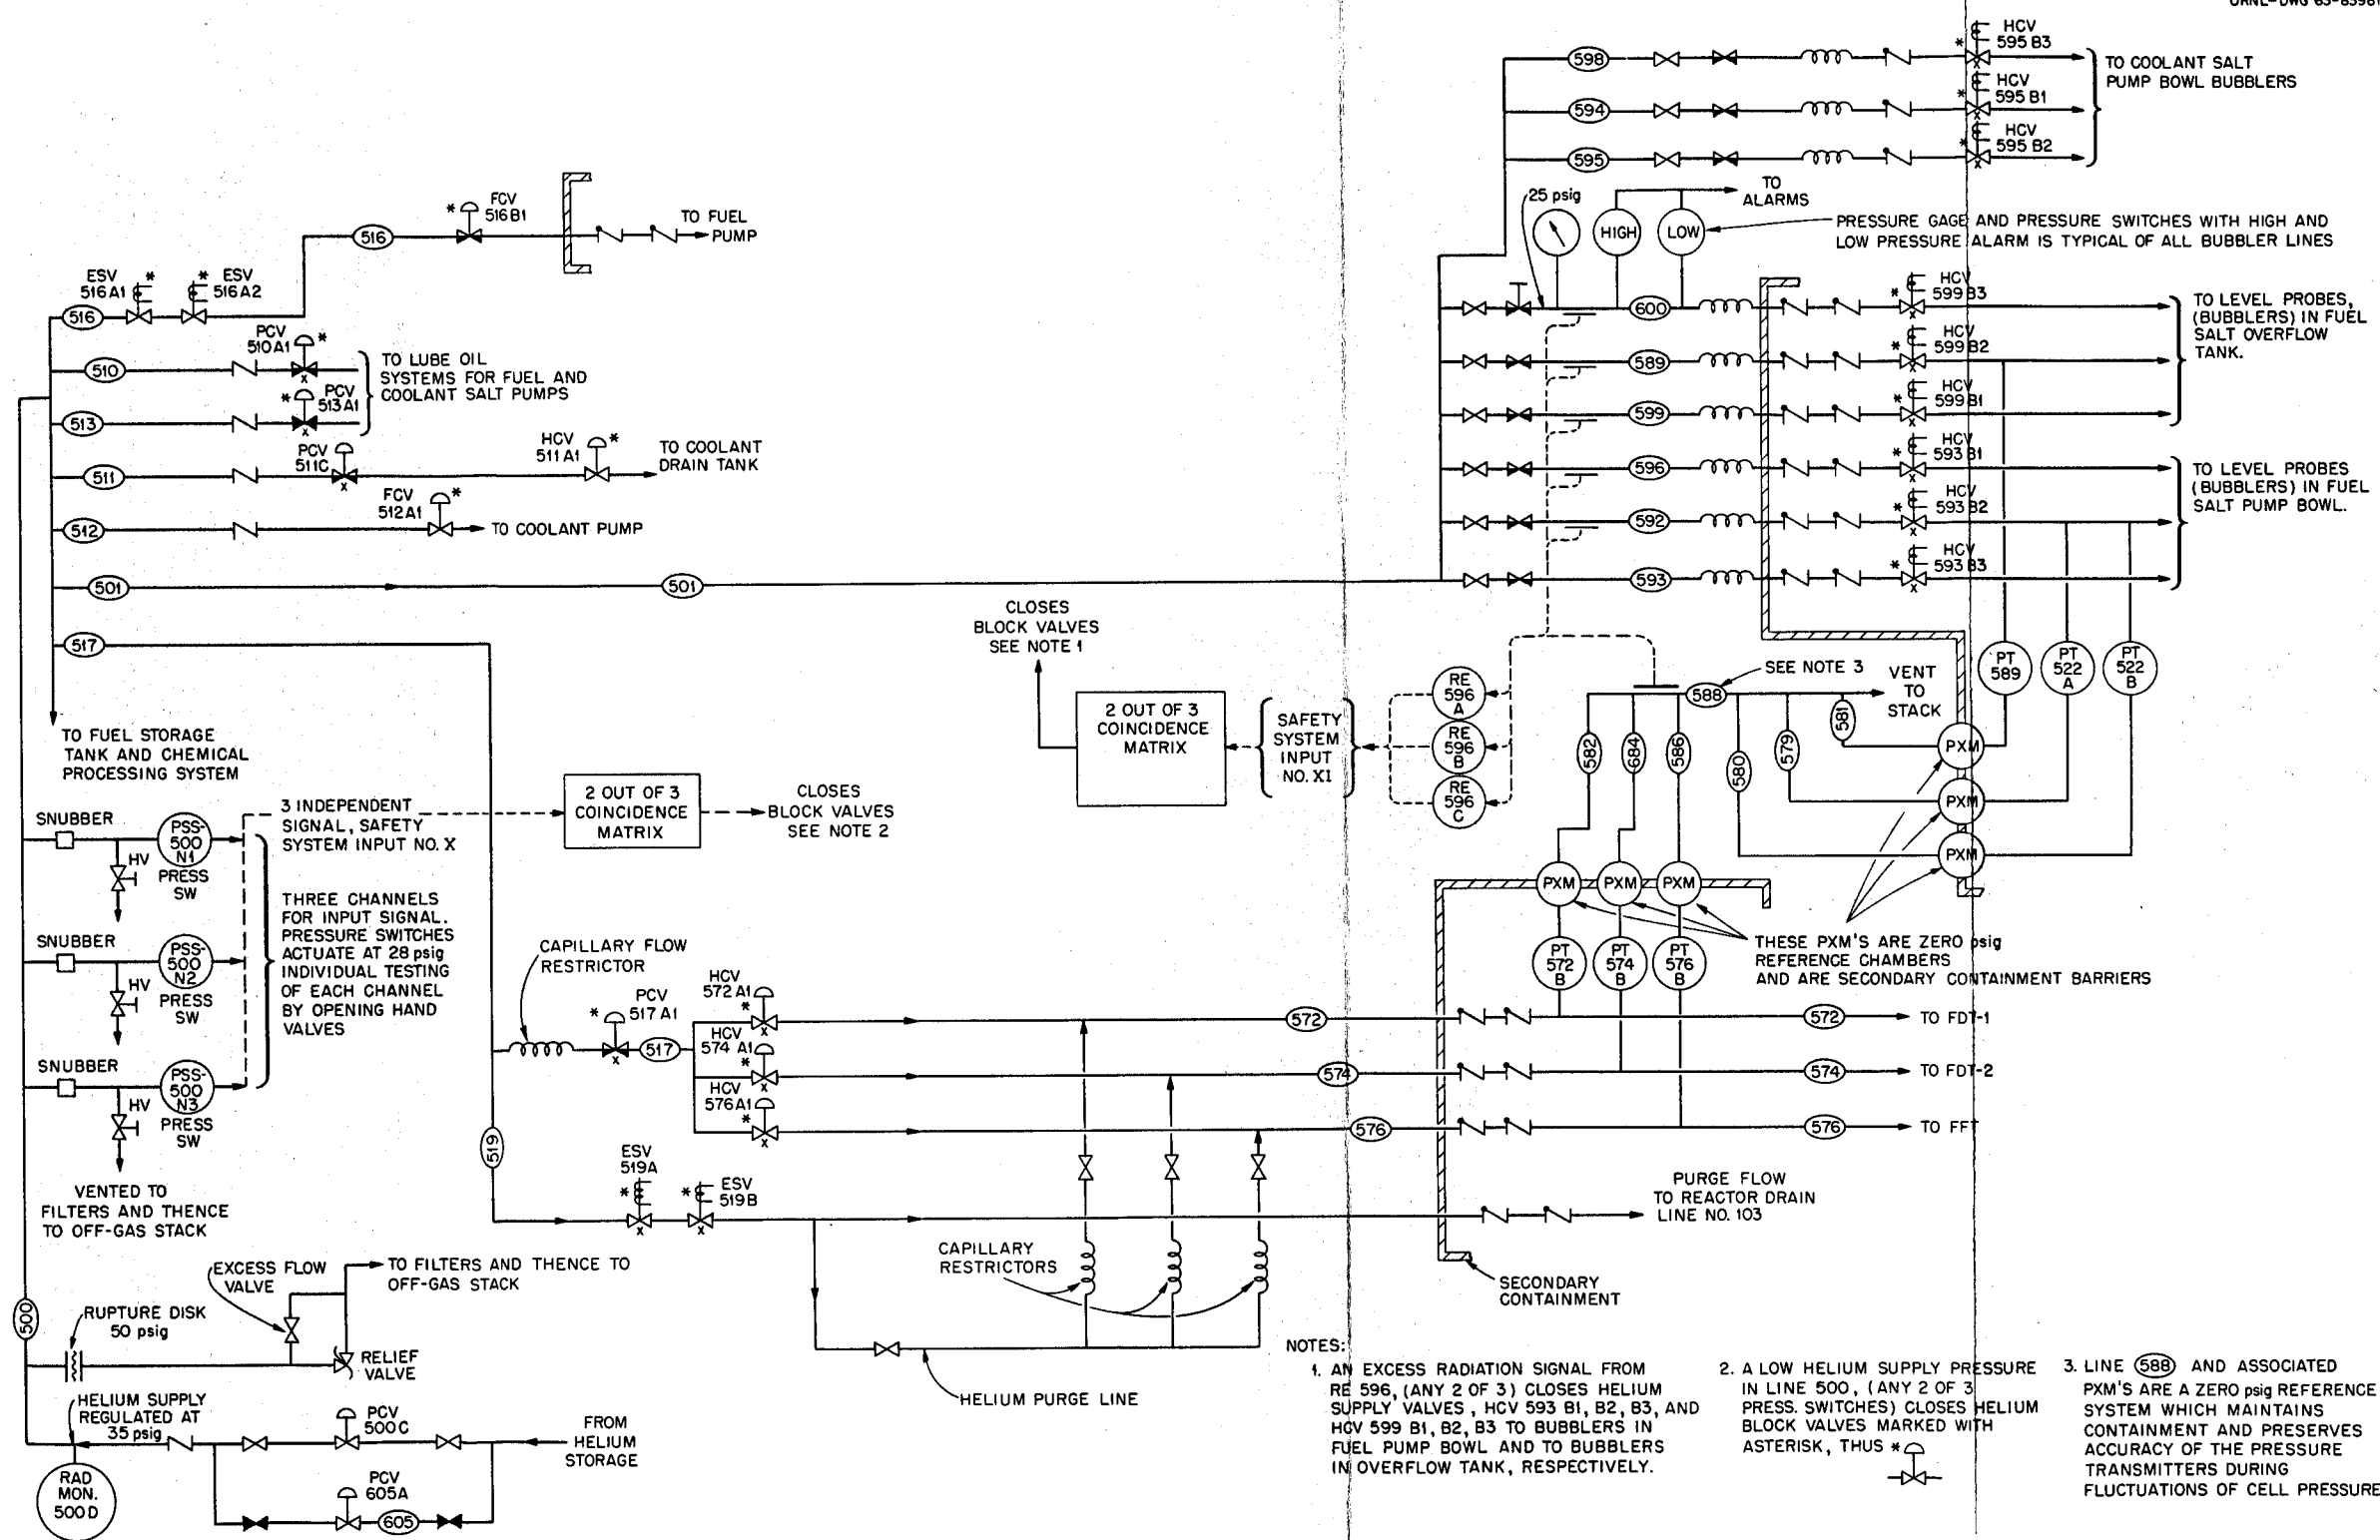 HCV
595 B3
TO COOLANT SALT
PUMP BOWL BUBBLERS
598
*
HCV
595 B1
594
*
HCV
595 B2
595
*
TO
ALARMS
25 psig
HIGH
LOW
PRESSURE GAGE AND PRESSURE SWITCHES WITH HIGH AND
LOW PRESSURE ALARM IS TYPICAL OF ALL BUBBLER LINES
FCV
516 B1
*
516
TO FUEL
PUMP
ESV
516 A1
*
*
ESV
516 A2
516
PCV
510 A1
*
510
TO LUBE OIL
SYSTEMS FOR FUEL AND
COOLANT SALT PUMPS
PCV
513 A1
*
513
PCV
511C
HCV
511 A1
*
511
TO COOLANT
DRAIN TANK
FCV
512 A1
*
512
TO COOLANT PUMP
501
501
517
TO FUEL STORAGE
TANK AND CHEMICAL
PROCESSING SYSTEM
600
HCV
599 B3
*
589
HCV
599 B2
*
599
HCV
599 B1
*
TO LEVEL PROBES,
(BUBBLERS) IN FUEL
SALT OVERFLOW
TANK.
596
HCV
593 B1
*
592
HCV
593 B2
*
593
HCV
593 B3
*
TO LEVEL PROBES
(BUBBLERS) IN FUEL
SALT PUMP BOWL.
CLOSES
BLOCK VALVES
SEE NOTE 1
2 OUT OF 3
COINCIDENCE
MATRIX
SAFETY
SYSTEM
INPUT
NO. XI
RE
596
A
RE
596
B
RE
596
C
SEE NOTE 3
588
VENT
TO
STACK
582
684
586
580
579
581
PT
589
PT
522
A
PT
522
B
PXM
PXM
PXM
PXM
PXM
PXM
PT
572
B
PT
574
B
PT
576
B
THESE PXM'S ARE ZERO psig
REFERENCE CHAMBERS
AND ARE SECONDARY CONTAINMENT BARRIERS
SNUBBER
PSS-
500
N1
PRESS
SW
HV
3 INDEPENDENT
SIGNAL, SAFETY
SYSTEM INPUT NO. X
2 OUT OF 3
COINCIDENCE
MATRIX
CLOSES
BLOCK VALVES
SEE NOTE 2
THREE CHANNELS
FOR INPUT SIGNAL.
PRESSURE SWITCHES
ACTUATE AT 28 psig
INDIVIDUAL TESTING
OF EACH CHANNEL
BY OPENING HAND
VALVES
SNUBBER
PSS-
500
N2
PRESS
SW
HV
SNUBBER
PSS-
500
N3
PRESS
SW
HV
VENTED TO
FILTERS AND THENCE
TO OFF-GAS STACK
CAPILLARY FLOW
RESTRICTOR
PCV
517 A1
*
517
HCV
572 A1
*
HCV
574 A1
*
HCV
576 A1
*
572
572
TO FDT-1
574
574
TO FDT-2
576
576
TO FFT
519
ESV
519A
*
ESV
519B
*
PURGE FLOW
TO REACTOR DRAIN
LINE NO. 103
CAPILLARY
RESTRICTORS
SECONDARY
CONTAINMENT
HELIUM PURGE LINE
EXCESS FLOW
VALVE
TO FILTERS AND THENCE TO
OFF-GAS STACK
500
RUPTURE DISK
50 psig
RELIEF
VALVE
HELIUM SUPPLY
REGULATED AT
35 psig
PCV
500C
FROM
HELIUM
STORAGE
RAD
MON.
500D
PCV
605A
605
NOTES:
1. AN EXCESS RADIATION SIGNAL FROM
RE 596, (ANY 2 OF 3) CLOSES HELIUM
SUPPLY VALVES, HCV 593 B1, B2, B3, AND
HCV 599 B1, B2, B3 TO BUBBLERS IN
FUEL PUMP BOWL AND TO BUBBLERS
IN OVERFLOW TANK, RESPECTIVELY.
2. A LOW HELIUM SUPPLY PRESSURE
IN LINE 500, (ANY 2 OF 3
PRESS. SWITCHES) CLOSES HELIUM
BLOCK VALVES MARKED WITH
ASTERISK, THUS *
3. LINE 588 AND ASSOCIATED
PXM'S ARE A ZERO psig REFERENCE
SYSTEM WHICH MAINTAINS
CONTAINMENT AND PRESERVES
ACCURACY OF THE PRESSURE
TRANSMITTERS DURING
FLUCTUATIONS OF CELL PRESSURE